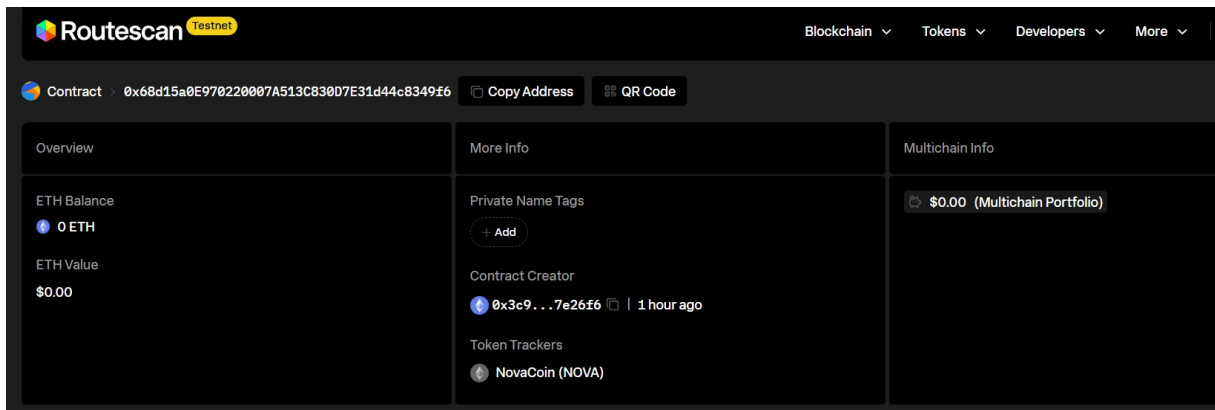 Routescan Testnet
Blockchain Tokens Developers More
Contract > 0x68d15a0E970220007A513C830D7E31d44c8349f6 Copy Address QR Code
Overview
ETH Balance
0 ETH
ETH Value
$0.00
More Info
Private Name Tags
+ Add
Contract Creator
0x3c9...7e26f6 | 1 hour ago
Token Trackers
NovaCoin (NOVA)
Multichain Info
$0.00 (Multichain Portfolio)